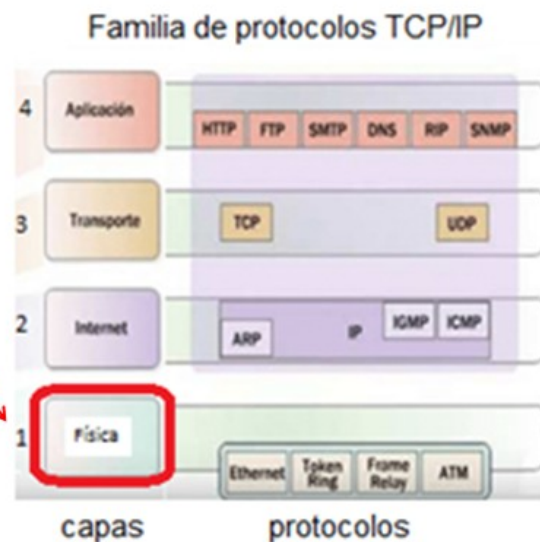 Familia de protocolos TCP/IP
4 Aplicación HTTP FTP SMTP DNS RIP SNMP
3 Transporte TCP UDP
2 Internet ARP IP IGMP ICMP
1 Física Ethernet Token Ring Frame Relay ATM
capas protocolos